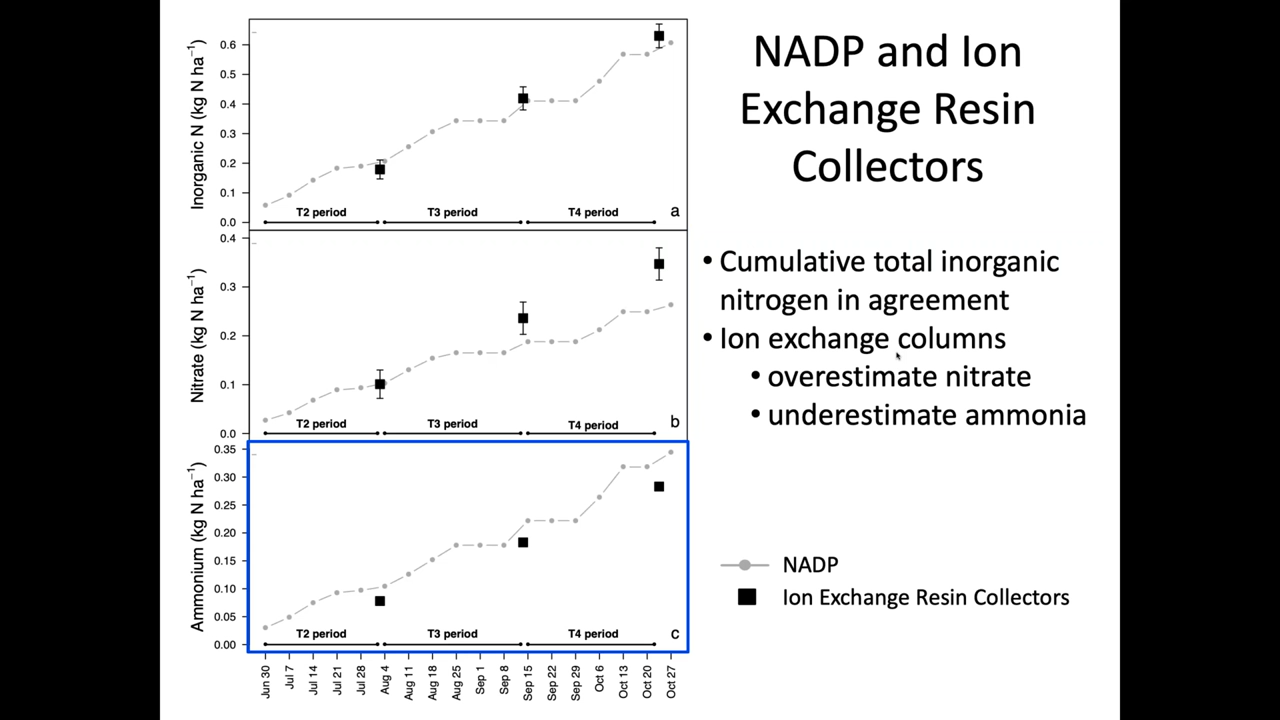 NADP and Ion
Exchange Resin
Collectors
• Cumulative total inorganic
nitrogen in agreement
• Ion exchange columns
• overestimate nitrate
• underestimate ammonia
NADP
Ion Exchange Resin Collectors
Inorganic N (kg N ha⁻¹)
0.6
0.5
0.4
0.3
0.2
0.1
0.0
T2 period T3 period T4 period a
Nitrate (kg N ha⁻¹)
0.4
0.3
0.2
0.1
0.0
T2 period T3 period T4 period b
Ammonium (kg N ha⁻¹)
0.35
0.30
0.25
0.20
0.15
0.10
0.05
0.00
T2 period T3 period T4 period c
Jun 30 Jul 7 Jul 14 Jul 21 Jul 28 Aug 4 Aug 11 Aug 18 Aug 25 Sep 1 Sep 8 Sep 15 Sep 22 Sep 29 Oct 6 Oct 13 Oct 20 Oct 27